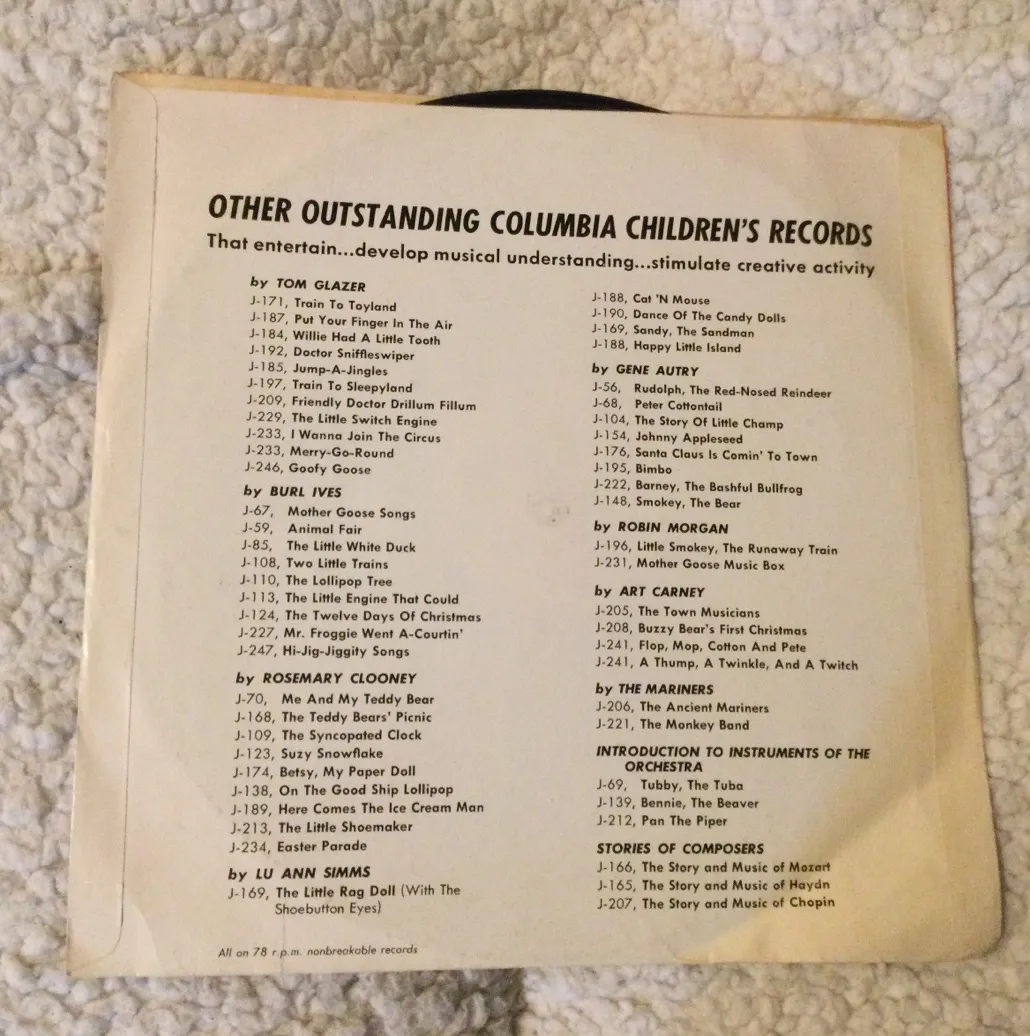 OTHER OUTSTANDING COLUMBIA CHILDREN'S RECORDS
That entertain...develop musical understanding...stimulate creative activity
by TOM GLAZER
J-171, Train To Toyland
J-187, Put Your Finger In The Air
J-184, Willie Had A Little Tooth
J-192, Doctor Sniffleswiper
J-185, Jump-A-Jingles
J-197, Train To Sleepyland
J-209, Friendly Doctor Drillum Fillum
J-229, The Little Switch Engine
J-233, I Wanna Join The Circus
J-233, Merry-Go-Round
J-246, Goofy Goose
by BURL IVES
J-67, Mother Goose Songs
J-59, Animal Fair
J-85, The Little White Duck
J-108, Two Little Trains
J-110, The Lollipop Tree
J-113, The Little Engine That Could
J-124, The Twelve Days Of Christmas
J-227, Mr. Froggie Went A-Courtin'
J-247, Hi-Jig-Jiggity Songs
by ROSEMARY CLOONEY
J-70, Me And My Teddy Bear
J-168, The Teddy Bears' Picnic
J-109, The Syncopated Clock
J-123, Suzy Snowflake
J-174, Betsy, My Paper Doll
J-138, On The Good Ship Lollipop
J-189, Here Comes The Ice Cream Man
J-213, The Little Shoemaker
J-234, Easter Parade
by LU ANN SIMMS
J-169, The Little Rag Doll (With The
Shoebutton Eyes)
J-188, Cat 'N Mouse
J-190, Dance Of The Candy Dolls
J-169, Sandy, The Sandman
J-188, Happy Little Island
by GENE AUTRY
J-56, Rudolph, The Red-Nosed Reindeer
J-68, Peter Cottontail
J-104, The Story Of Little Champ
J-154, Johnny Appleseed
J-176, Santa Claus Is Comin' To Town
J-195, Bimbo
J-222, Barney, The Bashful Bullfrog
J-148, Smokey, The Bear
by ROBIN MORGAN
J-196, Little Smokey, The Runaway Train
J-231, Mother Goose Music Box
by ART CARNEY
J-205, The Town Musicians
J-208, Buzzy Bear's First Christmas
J-241, Flop, Mop, Cotton And Pete
J-241, A Thump, A Twinkle, And A Twitch
by THE MARINERS
J-206, The Ancient Mariners
J-221, The Monkey Band
INTRODUCTION TO INSTRUMENTS OF THE
ORCHESTRA
J-69, Tubby, The Tuba
J-139, Bennie, The Beaver
J-212, Pan The Piper
STORIES OF COMPOSERS
J-166, The Story and Music of Mozart
J-165, The Story and Music of Haydn
J-207, The Story and Music of Chopin
All on 78 r.p.m. nonbreakable records